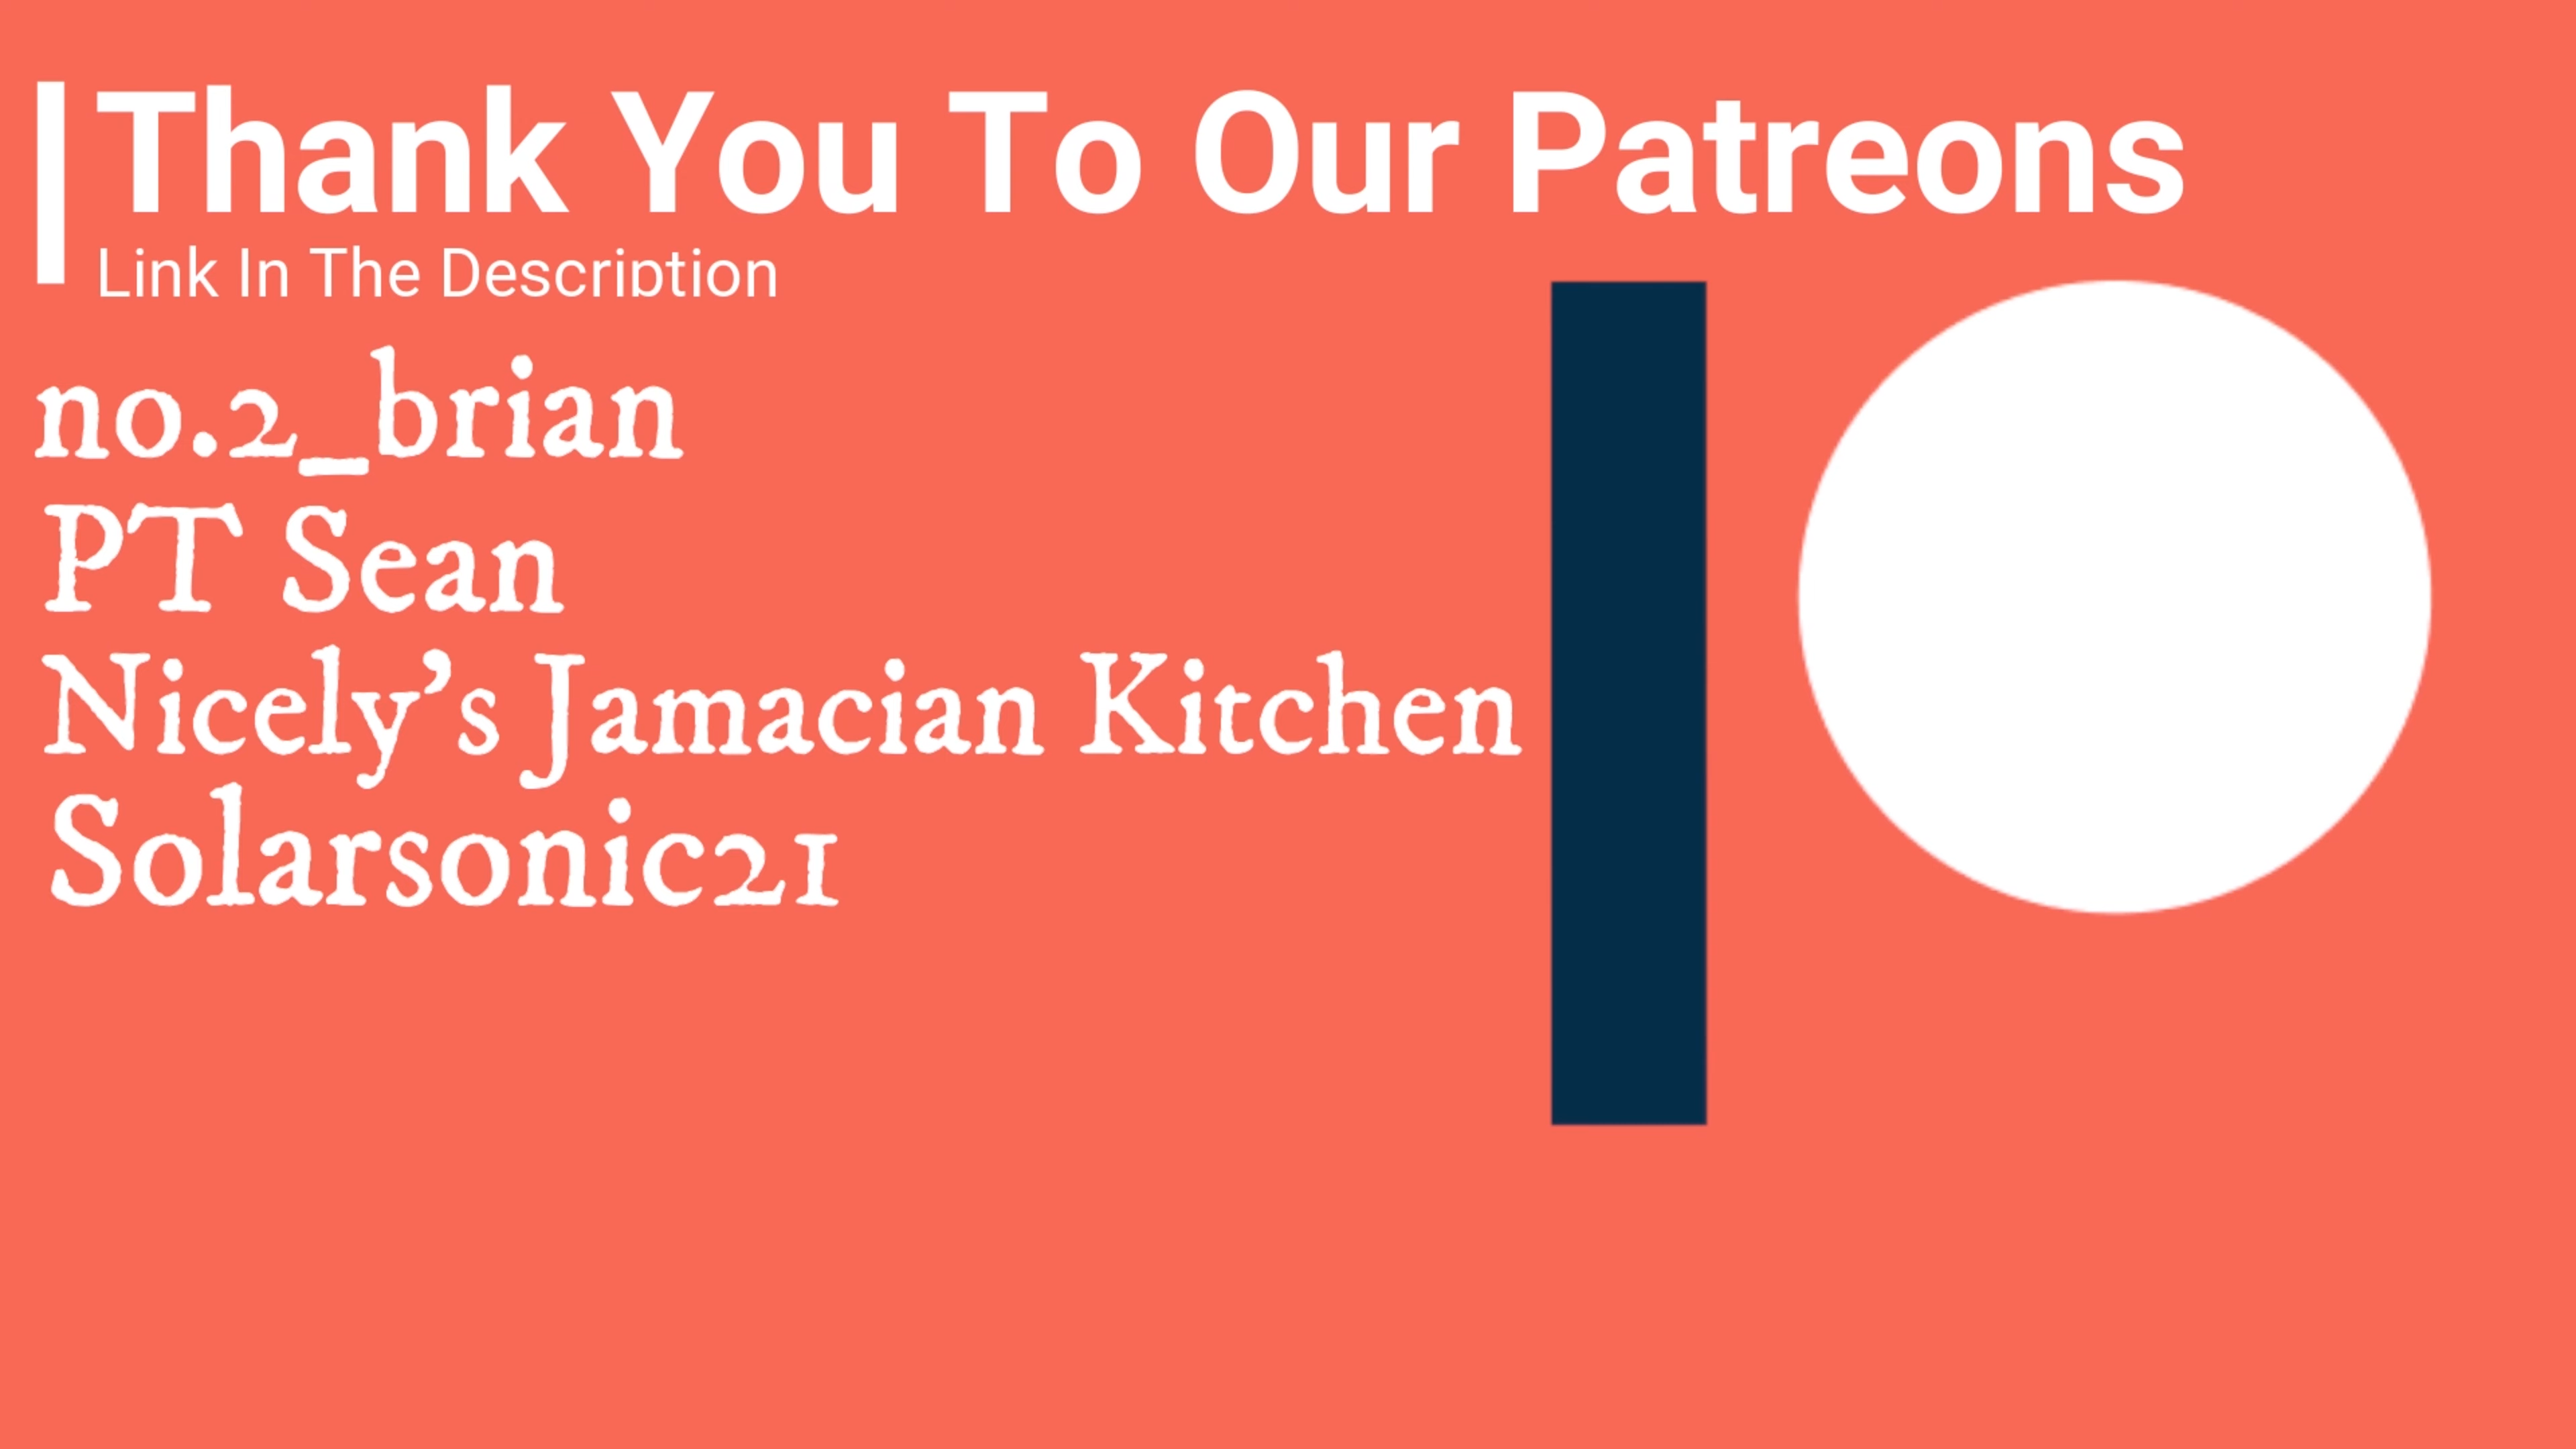 Thank You To Our Patreons
Link In The Description
no.2_brian
PT Sean
Nicely’s Jamacian Kitchen
Solarsonic21